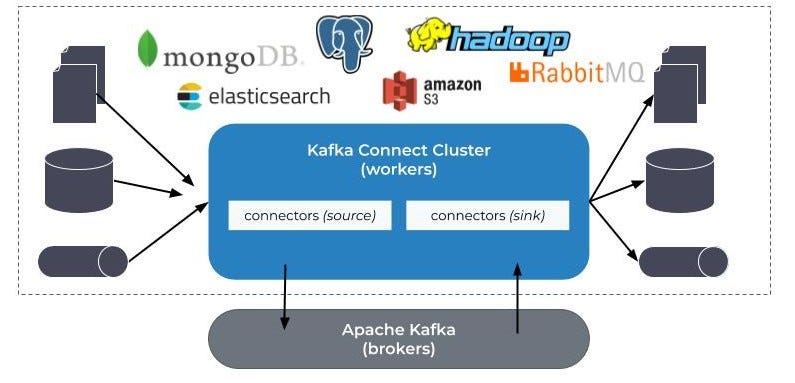 mongoDB
hadoop
RabbitMQ
elasticsearch
amazon
S3
Kafka Connect Cluster
(workers)
connectors (source)
connectors (sink)
Apache Kafka
(brokers)